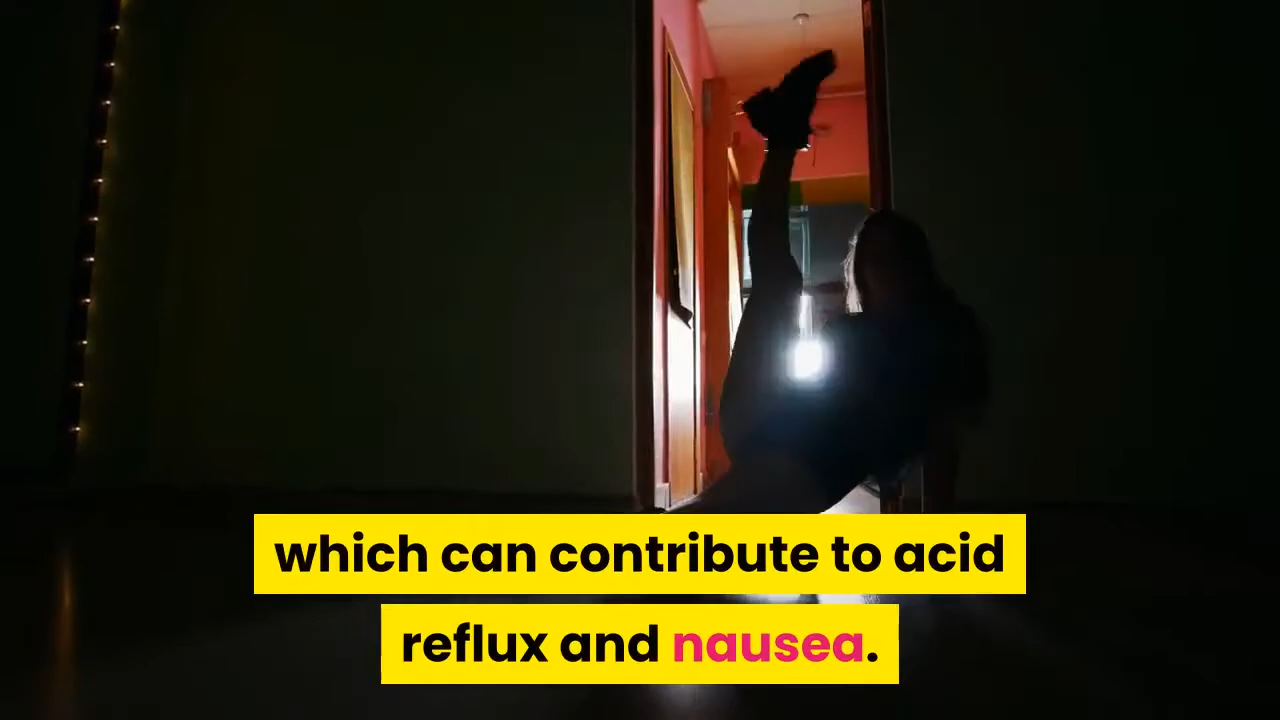 which can contribute to acid
reflux and nausea.